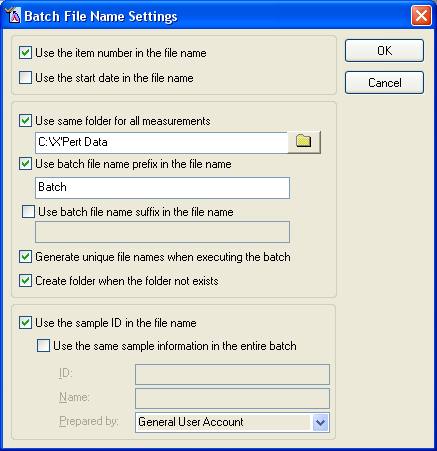 Batch File Name Settings
Use the item number in the file name
Use the start date in the file name
OK
Cancel
Use same folder for all measurements
C:\X'Pert Data
Use batch file name prefix in the file name
Batch
Use batch file name suffix in the file name
Generate unique file names when executing the batch
Create folder when the folder not exists
Use the sample ID in the file name
Use the same sample information in the entire batch
ID:
Name:
Prepared by:
General User Account